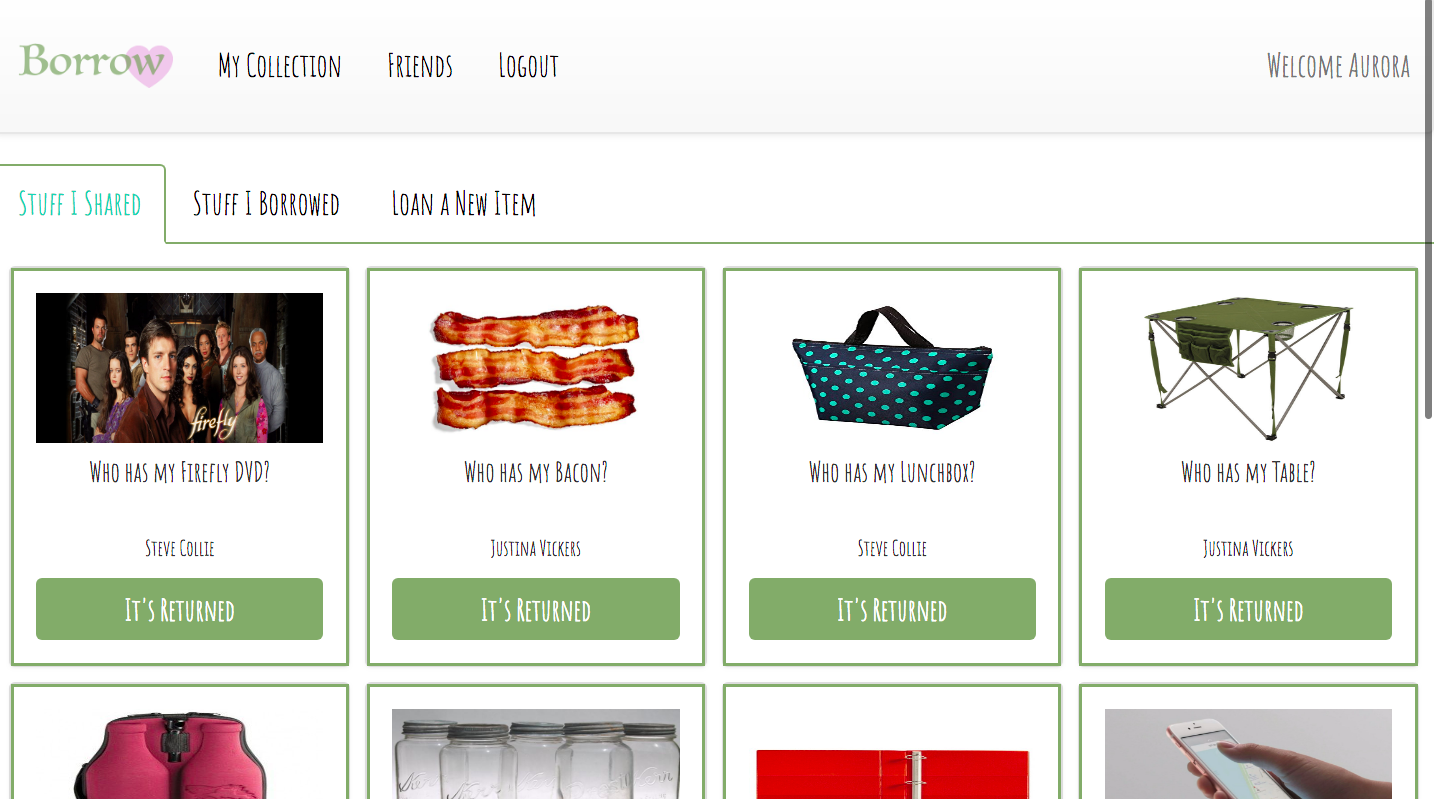 Borrow
My Collection
Friends
Logout
Welcome Aurora
Stuff I Shared
Stuff I Borrowed
Loan a New Item
firefly
Who has my Firefly DVD?
Steve Collie
It's Returned
Who has my Bacon?
Justina Vickers
It's Returned
Who has my Lunchbox?
Steve Collie
It's Returned
Who has my Table?
Justina Vickers
It's Returned